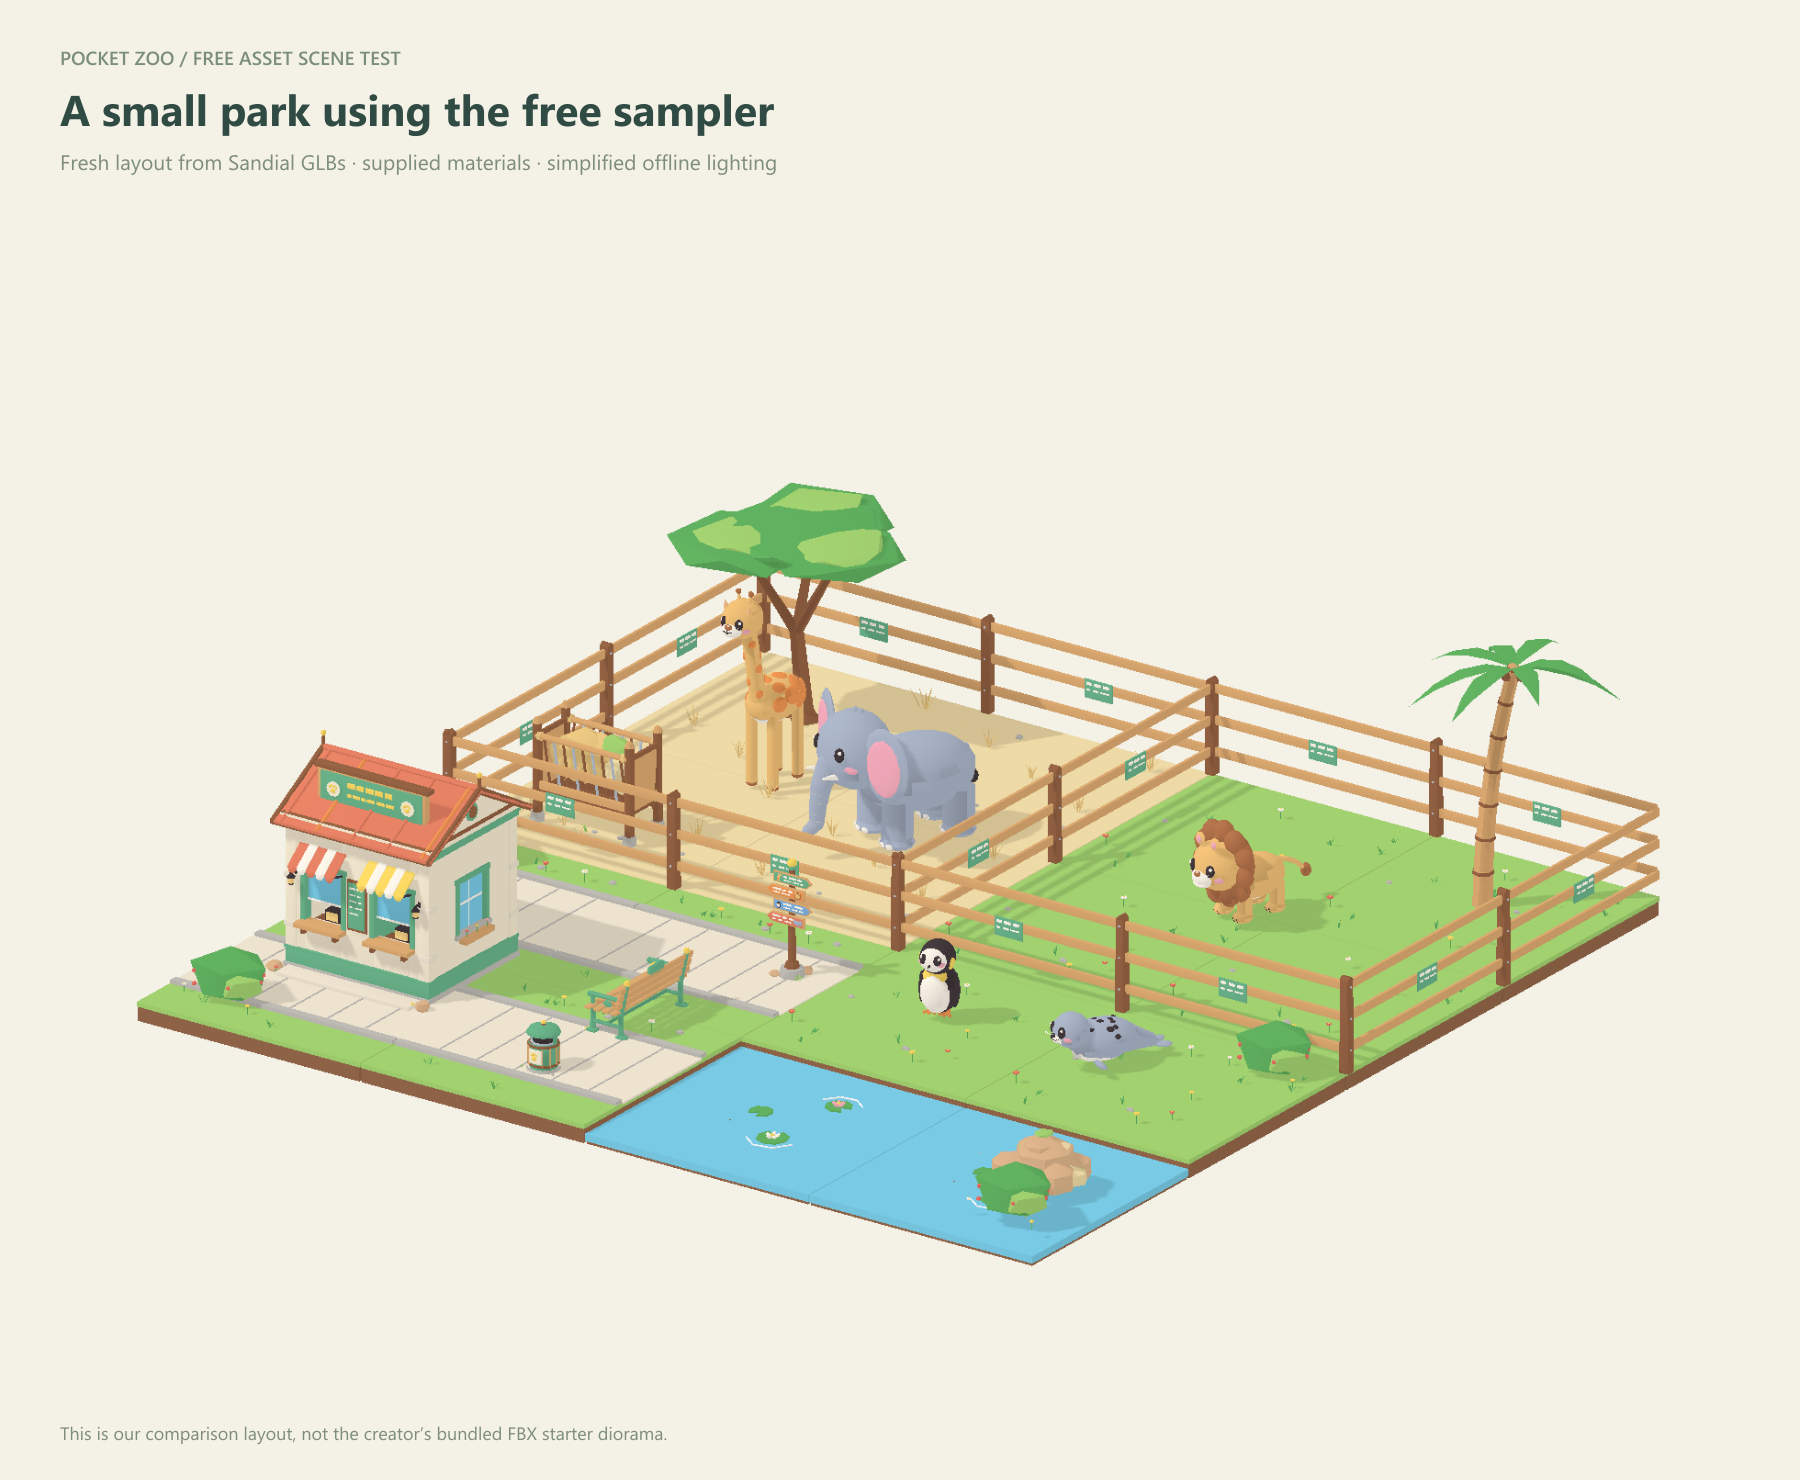 POCKET ZOO / FREE ASSET SCENE TEST
A small park using the free sampler
Fresh layout from Sandial GLBs · supplied materials · simplified offline lighting
This is our comparison layout, not the creator’s bundled FBX starter diorama.